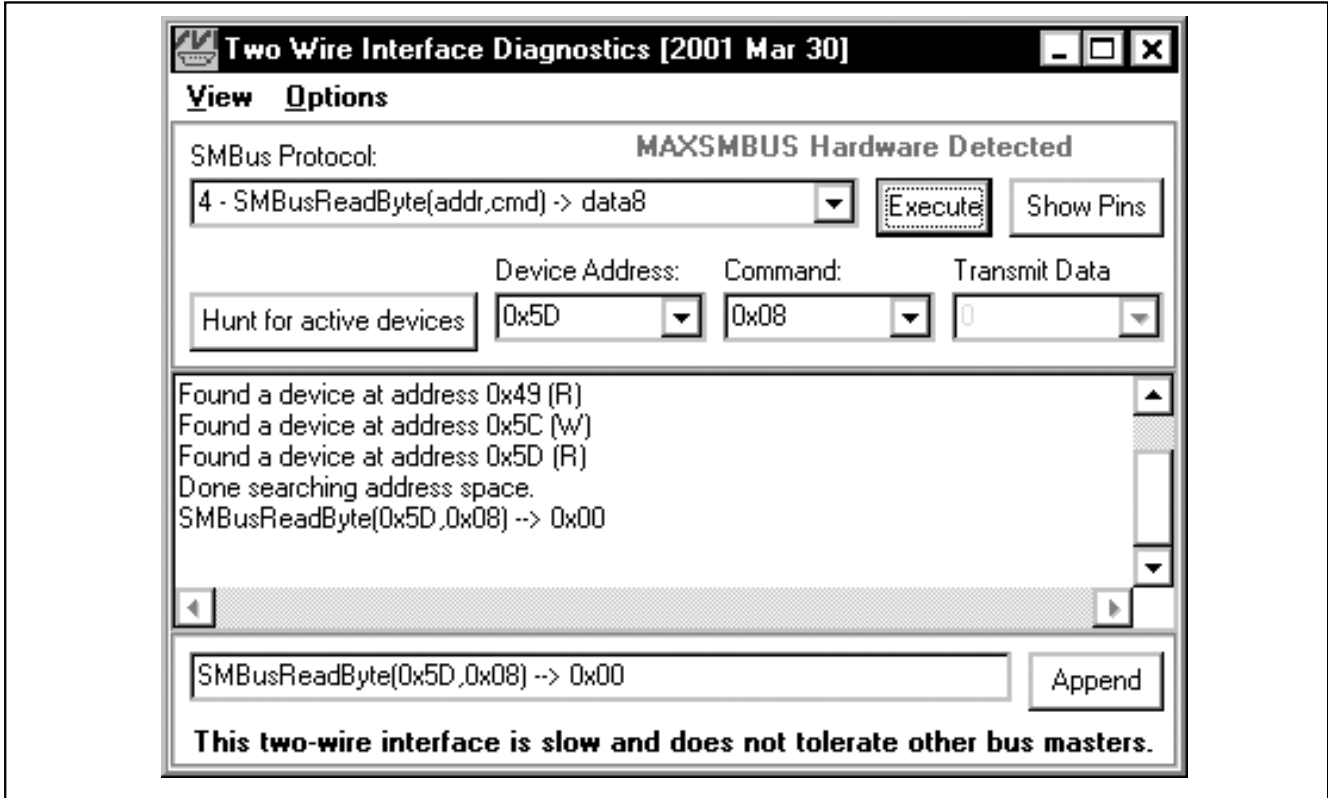 Two Wire Interface Diagnostics [2001 Mar 30]
View Options
SMBus Protocol:
MAXSMBUS Hardware Detected
4 - SMBusReadByte(addr,cmd) -> data8
Execute
Show Pins
Device Address:
Command:
Transmit Data
Hunt for active devices
0x5D
0x08
0
Found a device at address 0x49 (R)
Found a device at address 0x5C (W)
Found a device at address 0x5D (R)
Done searching address space.
SMBusReadByte(0x5D,0x08) --> 0x00
SMBusReadByte(0x5D,0x08) --> 0x00
Append
This two-wire interface is slow and does not tolerate other bus masters.